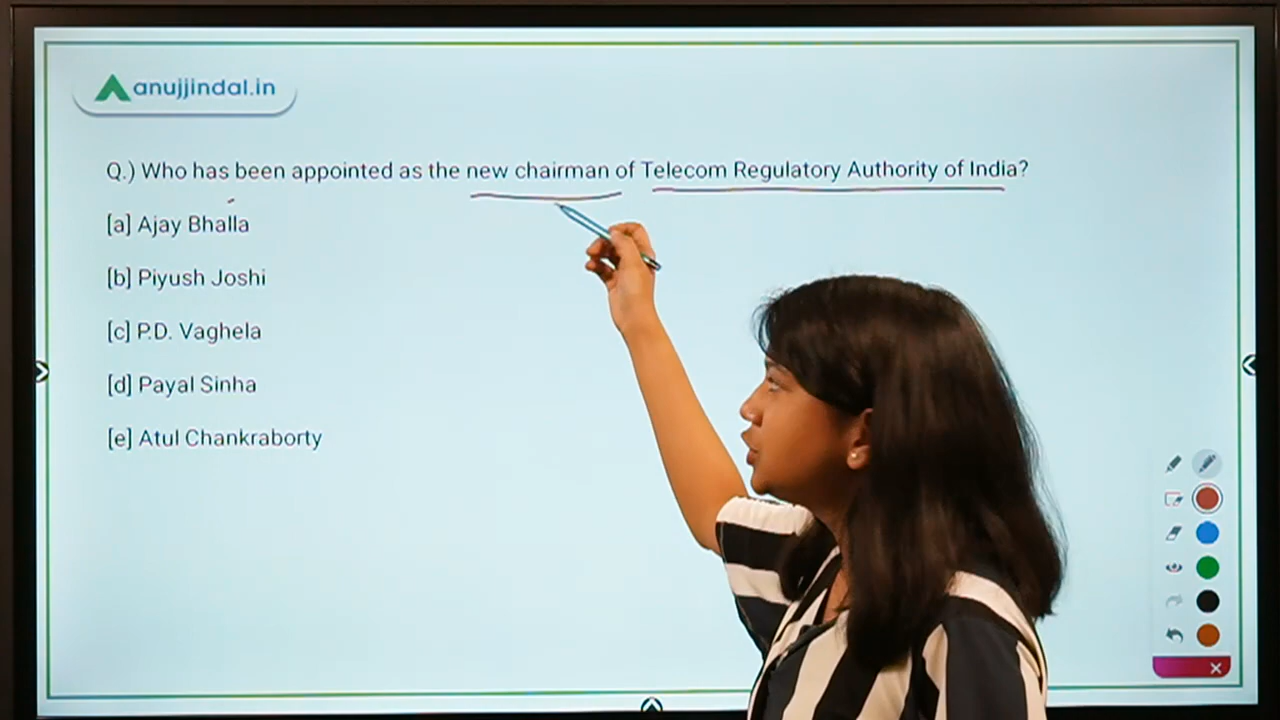 anujjindal.in
Q.) Who has been appointed as the new chairman of Telecom Regulatory Authority of India?
[a] Ajay Bhalla
[b] Piyush Joshi
[c] P.D. Vaghela
[d] Payal Sinha
[e] Atul Chankraborty